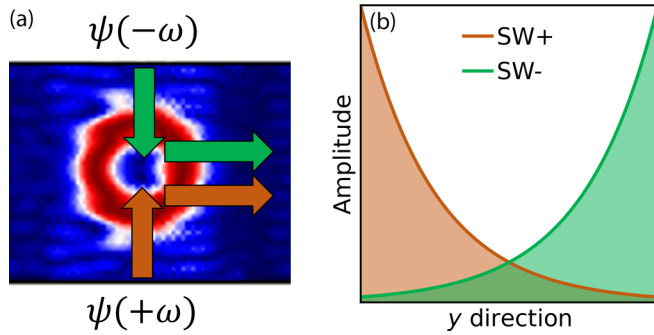 (a)
ψ(−ω)
ψ(+ω)
(b)
SW+
SW-
Amplitude
y direction